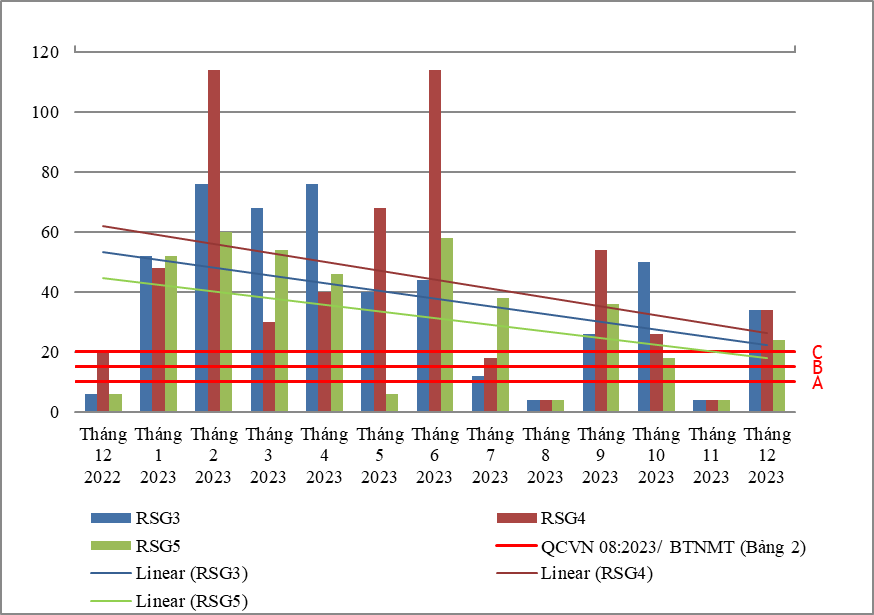 120
100
80
60
40
20
0
C
B
A
Tháng Tháng Tháng Tháng Tháng Tháng Tháng Tháng Tháng Tháng Tháng Tháng Tháng
12 1 2 3 4 5 6 7 8 9 10 11 12
2022 2023 2023 2023 2023 2023 2023 2023 2023 2023 2023 2023 2023
RSG3 RSG4
RSG5 QCVN 08:2023/ BTNMT (Bảng 2)
Linear (RSG3) Linear (RSG4)
Linear (RSG5)